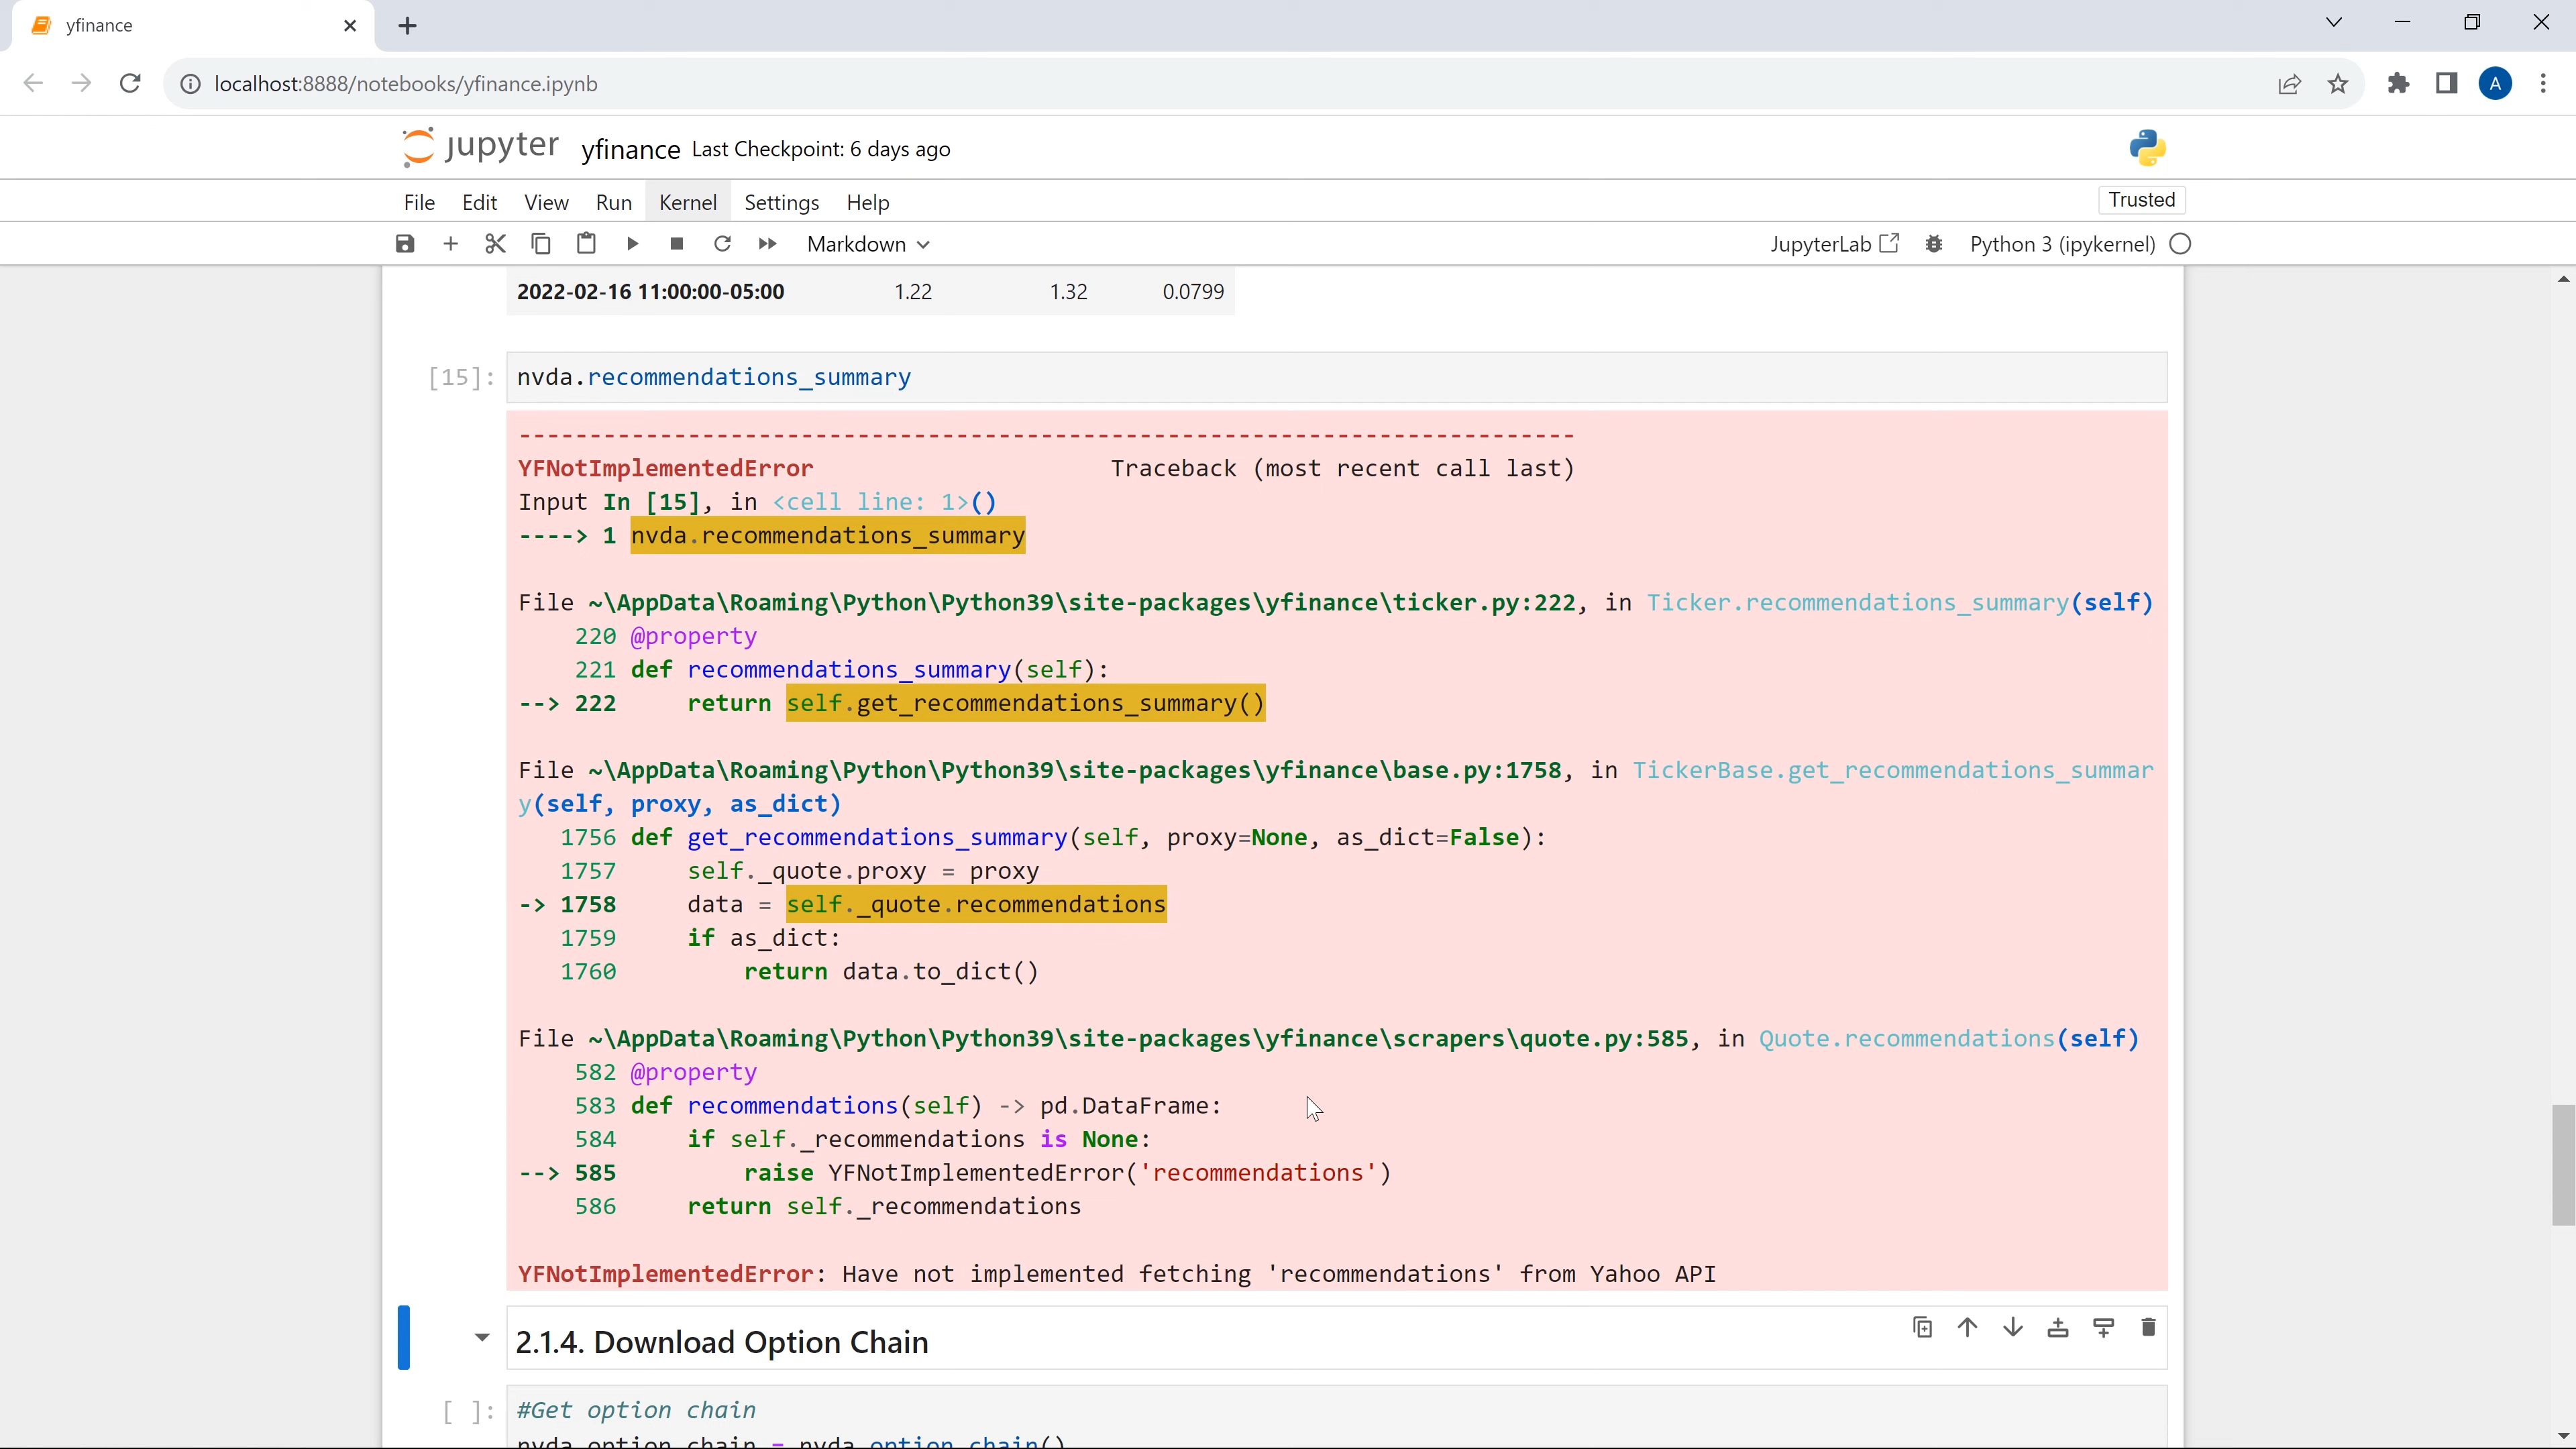 yfinance
localhost:8888/notebooks/yfinance.ipynb
A
jupyter yfinance Last Checkpoint: 6 days ago
File Edit View Run Kernel Settings Help
Trusted
Markdown
JupyterLab
Python 3 (ipykernel)
2022-02-16 11:00:00-05:00 1.22 1.32 0.0799
[15]: nvda.recommendations_summary
---------------------------------------------------------------------------
YFNotImplementedError Traceback (most recent call last)
Input In [15], in <cell line: 1>()
----> 1 nvda.recommendations_summary
File ~\AppData\Roaming\Python\Python39\site-packages\yfinance\ticker.py:222, in Ticker.recommendations_summary(self)
220 @property
221 def recommendations_summary(self):
--> 222 return self.get_recommendations_summary()
File ~\AppData\Roaming\Python\Python39\site-packages\yfinance\base.py:1758, in TickerBase.get_recommendations_summar
y(self, proxy, as_dict)
1756 def get_recommendations_summary(self, proxy=None, as_dict=False):
1757 self._quote.proxy = proxy
-> 1758 data = self._quote.recommendations
1759 if as_dict:
1760 return data.to_dict()
File ~\AppData\Roaming\Python\Python39\site-packages\yfinance\scrapers\quote.py:585, in Quote.recommendations(self)
582 @property
583 def recommendations(self) -> pd.DataFrame:
584 if self._recommendations is None:
--> 585 raise YFNotImplementedError('recommendations')
586 return self._recommendations
YFNotImplementedError: Have not implemented fetching 'recommendations' from Yahoo API
2.1.4. Download Option Chain
[ ]: #Get option chain
nvda_option_chain = nvda.option_chain()